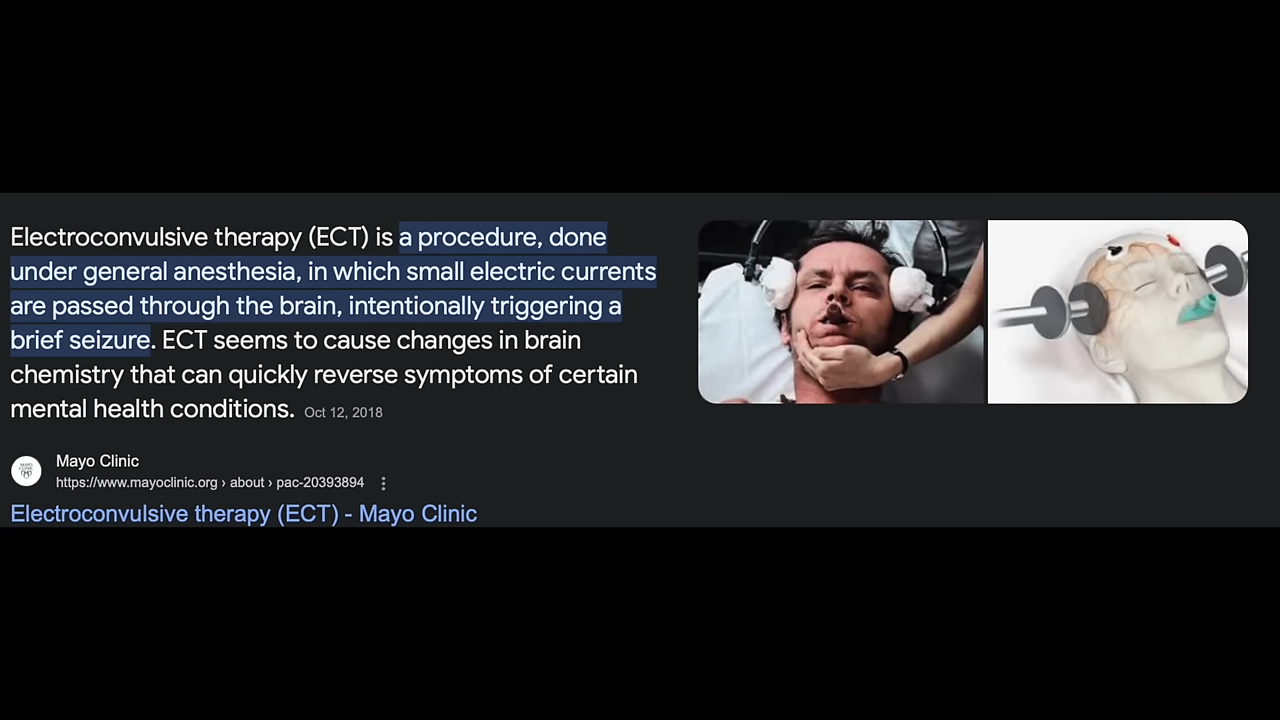 Electroconvulsive therapy (ECT) is a procedure, done
under general anesthesia, in which small electric currents
are passed through the brain, intentionally triggering a
brief seizure. ECT seems to cause changes in brain
chemistry that can quickly reverse symptoms of certain
mental health conditions. Oct 12, 2018
Mayo Clinic
https://www.mayoclinic.org › about › pac-20393894
Electroconvulsive therapy (ECT) - Mayo Clinic